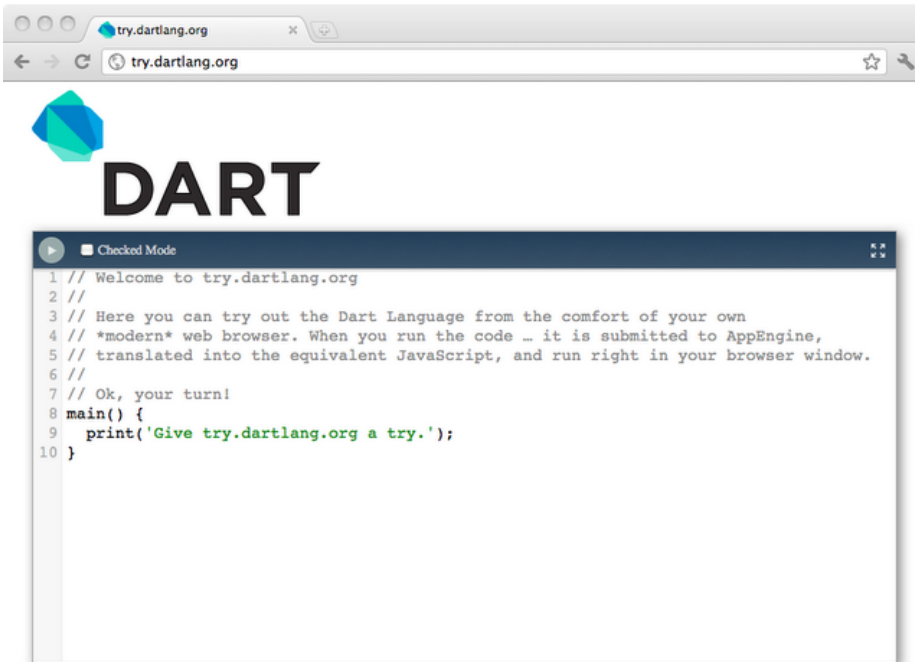 try.dartlang.org
try.dartlang.org
DART
Checked Mode
1 // Welcome to try.dartlang.org
2 //
3 // Here you can try out the Dart Language from the comfort of your own
4 // *modern* web browser. When you run the code … it is submitted to AppEngine,
5 // translated into the equivalent JavaScript, and run right in your browser window.
6 //
7 // Ok, your turn!
8 main() {
9   print('Give try.dartlang.org a try.');
10 }